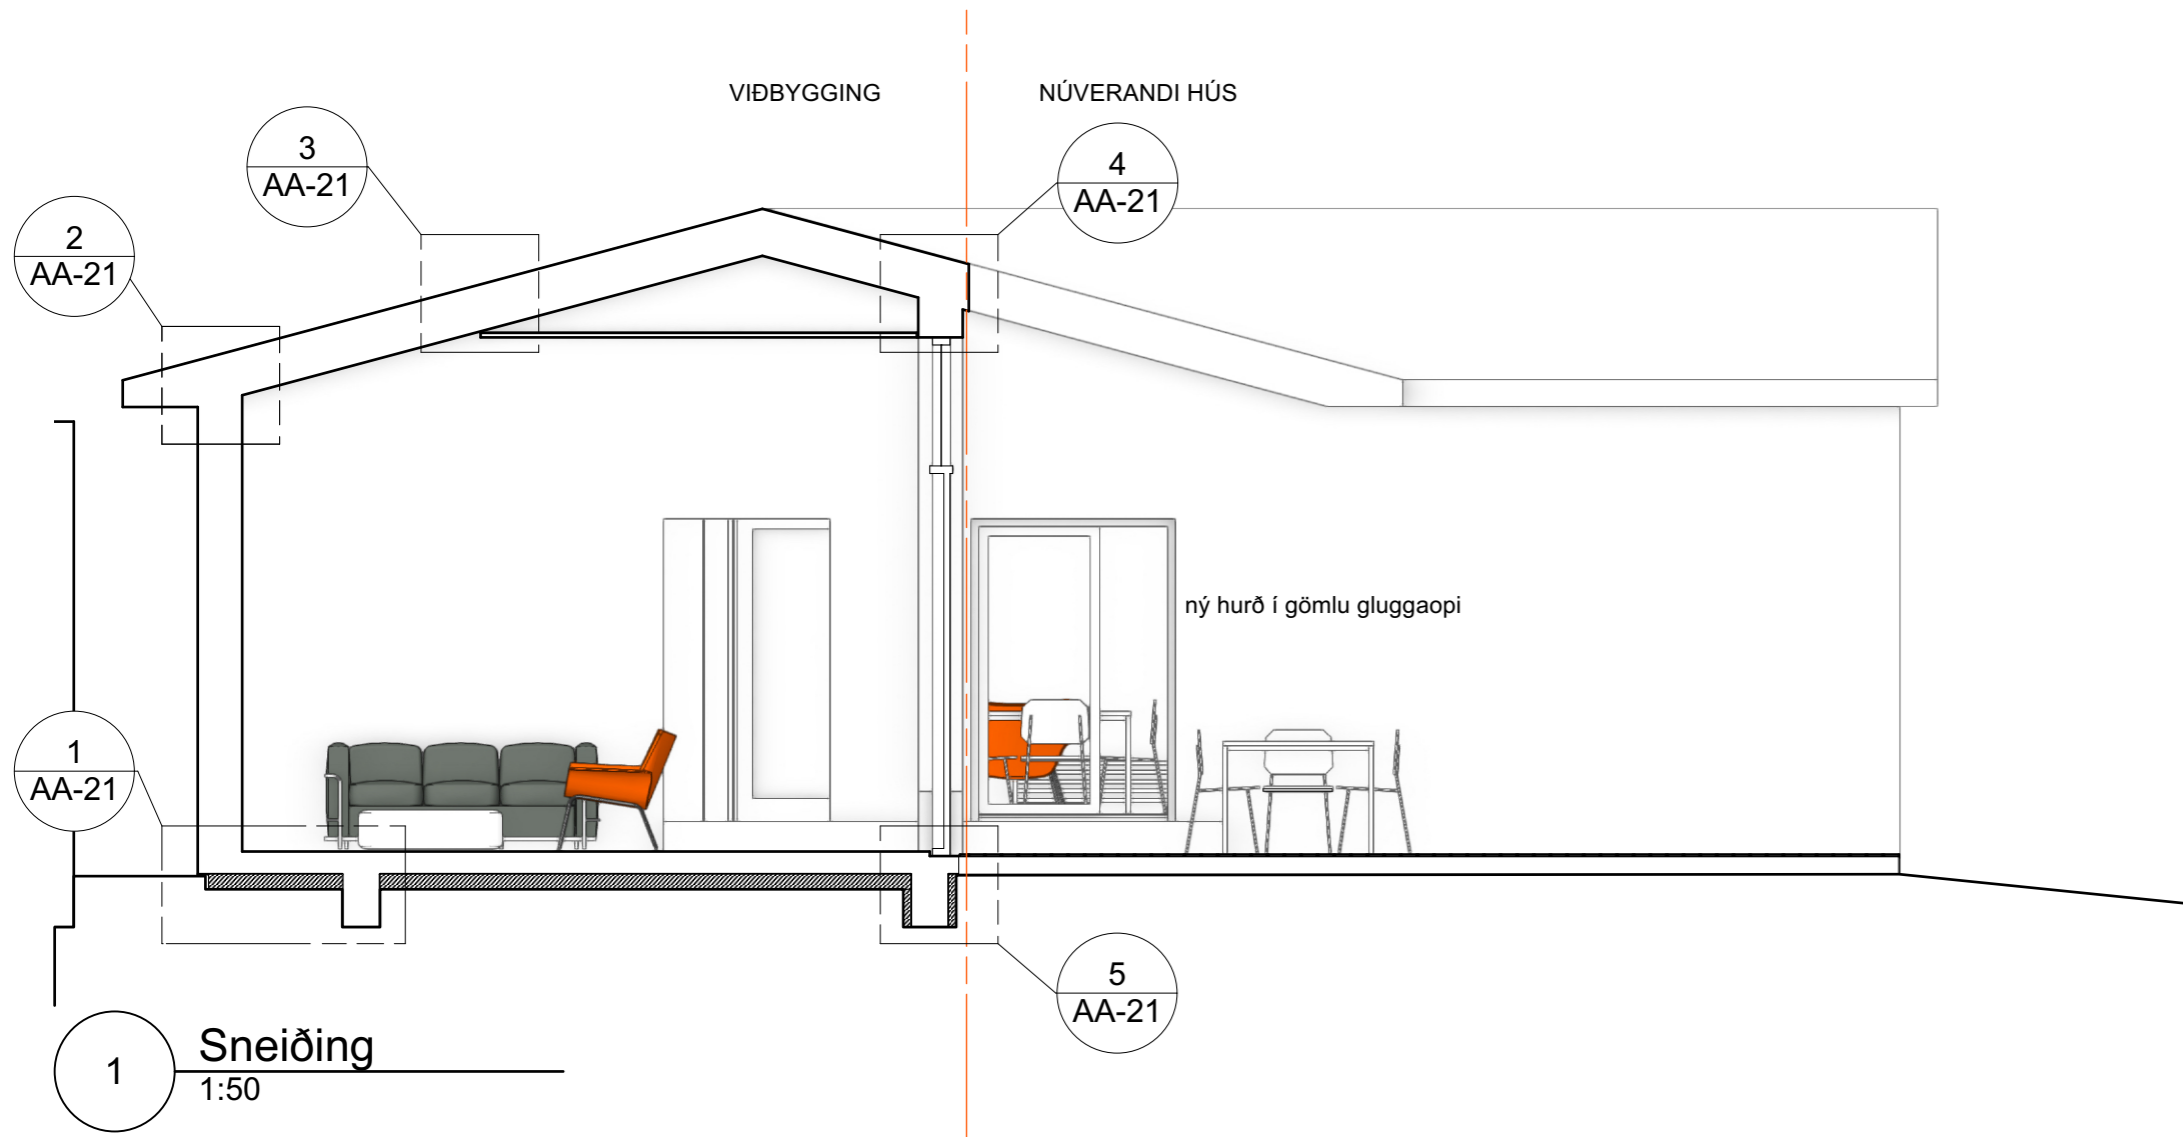 VIÐBYGGING
NÚVERANDI HÚS
3
AA-21
4
AA-21
2
AA-21
ný hurð í gömlu gluggaopi
1
AA-21
5
AA-21
1
Sneiðing
1:50